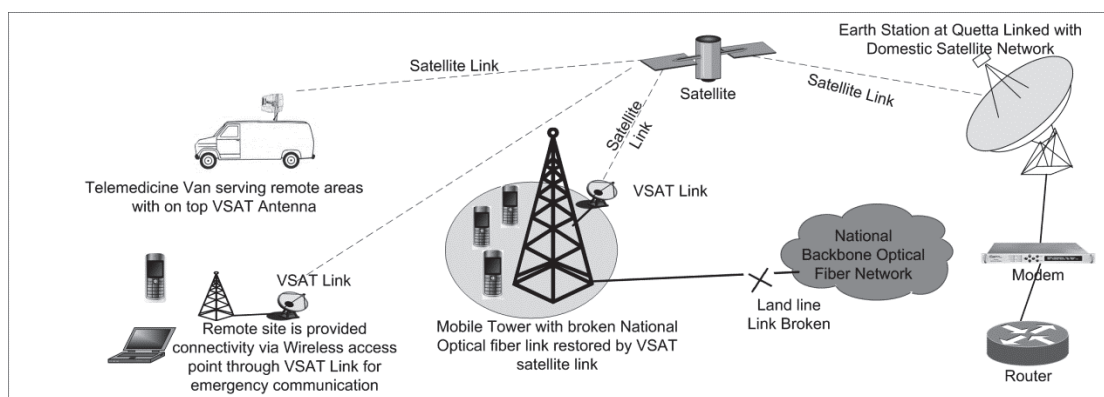 Earth Station at Quetta Linked with
Domestic Satellite Network
Satellite Link
Satellite
Satellite Link
Satellite
Link
Telemedicine Van serving remote areas
with on top VSAT Antenna
VSAT Link
National
Backbone Optical
Fiber Network
VSAT Link
Land line
Link Broken
Modem
Remote site is provided
connectivity via Wireless access
point through VSAT Link for
emergency communication
Mobile Tower with broken National
Optical fiber link restored by VSAT
satellite link
Router